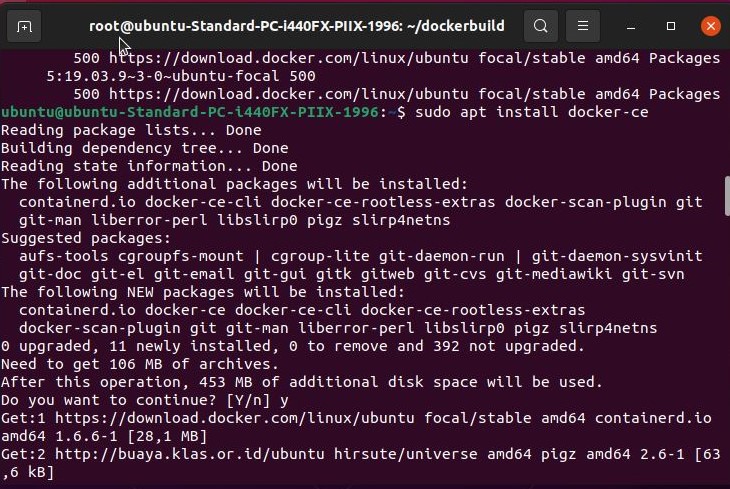 root@ubuntu-Standard-PC-i440FX-PIIX-1996: ~/dockerbuild
500 https://download.docker.com/linux/ubuntu focal/stable amd64 Packages
5:19.03.9~3-0~ubuntu-focal 500
500 https://download.docker.com/linux/ubuntu focal/stable amd64 Packages
ubuntu@ubuntu-Standard-PC-i440FX-PIIX-1996:~$ sudo apt install docker-ce
Reading package lists... Done
Building dependency tree... Done
Reading state information... Done
The following additional packages will be installed:
containerd.io docker-ce-cli docker-ce-rootless-extras docker-scan-plugin git
git-man liberror-perl libslirp0 pigz slirp4netns
Suggested packages:
aufs-tools cgroupfs-mount | cgroup-lite git-daemon-run | git-daemon-sysvinit
git-doc git-el git-email git-gui gitk gitweb git-cvs git-mediawiki git-svn
The following NEW packages will be installed:
containerd.io docker-ce docker-ce-cli docker-ce-rootless-extras
docker-scan-plugin git git-man liberror-perl libslirp0 pigz slirp4netns
0 upgraded, 11 newly installed, 0 to remove and 392 not upgraded.
Need to get 106 MB of archives.
After this operation, 453 MB of additional disk space will be used.
Do you want to continue? [Y/n] y
Get:1 https://download.docker.com/linux/ubuntu focal/stable amd64 containerd.io
amd64 1.6.6-1 [28,1 MB]
Get:2 http://buaya.klas.or.id/ubuntu hirsute/universe amd64 pigz amd64 2.6-1 [63
,6 kB]